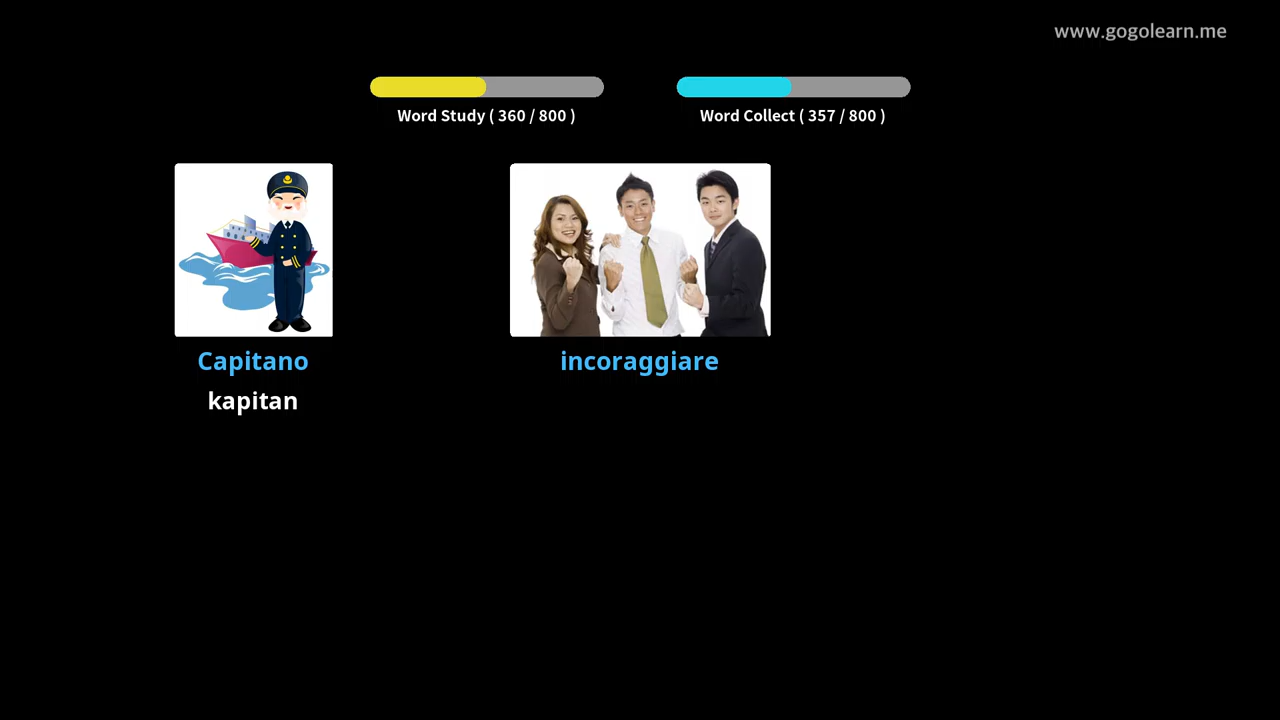 www.gogolearn.me
Word Study ( 360 / 800 )
Word Collect ( 357 / 800 )
Capitano
kapitan
incoraggiare